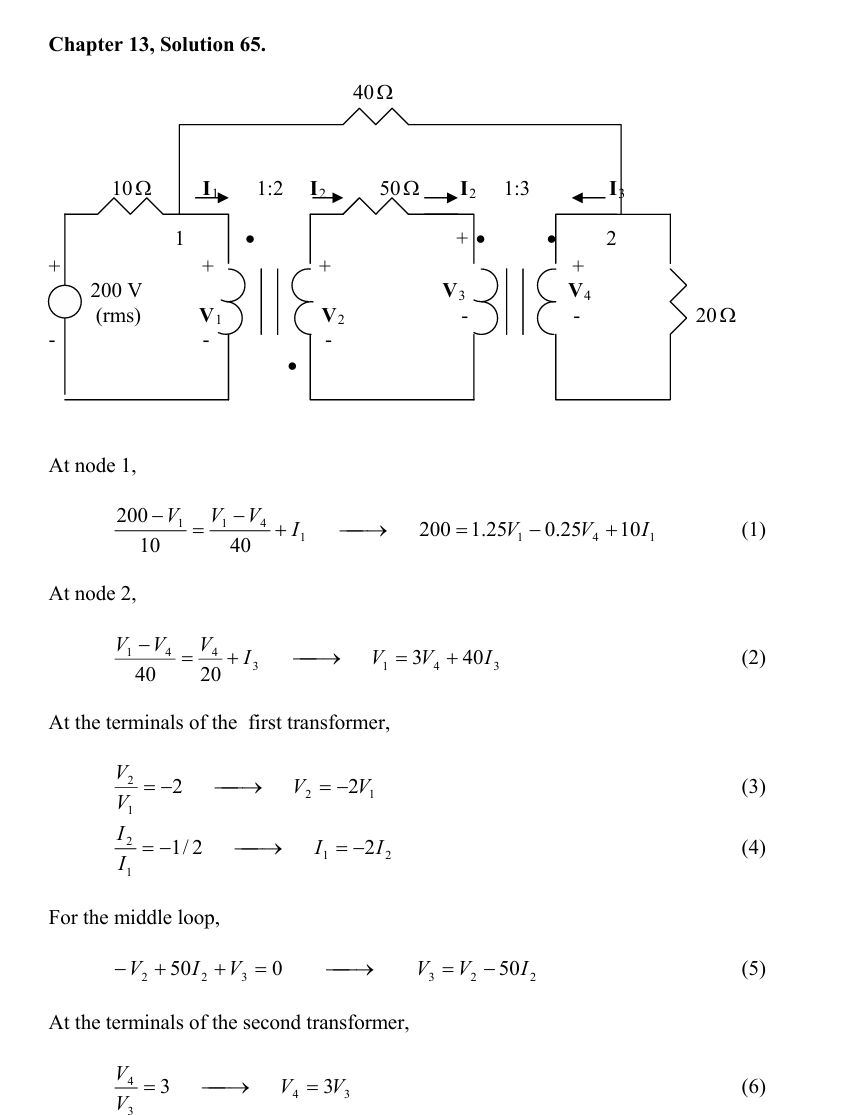 Chapter 13, Solution 65.
40Ω
10Ω I₁ 1:2 I₂ 50Ω I₂ 1:3 I₃
1 + 2
+ + + +
200 V V₃ V₄
(rms) V₁ V₂ - - 20Ω
- - -
At node 1,
(200 − V₁)/10 = (V₁ − V₄)/40 + I₁ ⟶ 200 = 1.25V₁ − 0.25V₄ + 10I₁ (1)
At node 2,
(V₁ − V₄)/40 = V₄/20 + I₃ ⟶ V₁ = 3V₄ + 40I₃ (2)
At the terminals of the first transformer,
V₂/V₁ = −2 ⟶ V₂ = −2V₁ (3)
I₂/I₁ = −1/2 ⟶ I₁ = −2I₂ (4)
For the middle loop,
−V₂ + 50I₂ + V₃ = 0 ⟶ V₃ = V₂ − 50I₂ (5)
At the terminals of the second transformer,
V₄/V₃ = 3 ⟶ V₄ = 3V₃ (6)